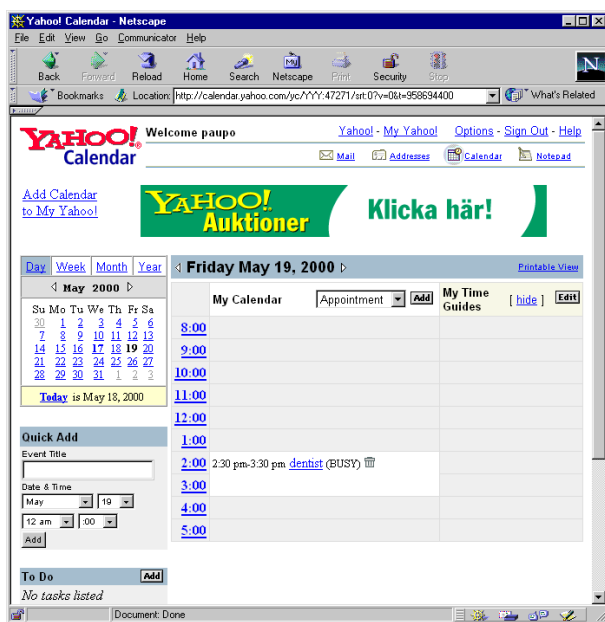 Yahoo! Calendar - Netscape
File Edit View Go Communicator Help
Back Forward Reload Home Search Netscape Print Security Stop
My
N
Bookmarks Location: http://calendar.yahoo.com/yc/YYY:47271/srt:0?v=0&t=958694400 What's Related
YAHOO!
Calendar
Welcome paupo
Yahoo! - My Yahoo! Options - Sign Out - Help
Mail Addresses Calendar Notepad
Add Calendar
to My Yahoo!
YAHOO!
Auktioner
Klicka här!
Day Week Month Year
May 2000
Su Mo Tu We Th Fr Sa
30 1 2 3 4 5 6
7 8 9 10 11 12 13
14 15 16 17 18 19 20
21 22 23 24 25 26 27
28 29 30 31 1 2 3
Today is May 18, 2000
Quick Add
Event Title
Date & Time
May 19
12 am :00
Add
To Do Add
No tasks listed
Friday May 19, 2000 Printable View
My Calendar Appointment Add
My Time
Guides
[ hide ] Edit
8:00
9:00
10:00
11:00
12:00
1:00
2:00 2:30 pm-3:30 pm dentist (BUSY)
3:00
4:00
5:00
Document: Done